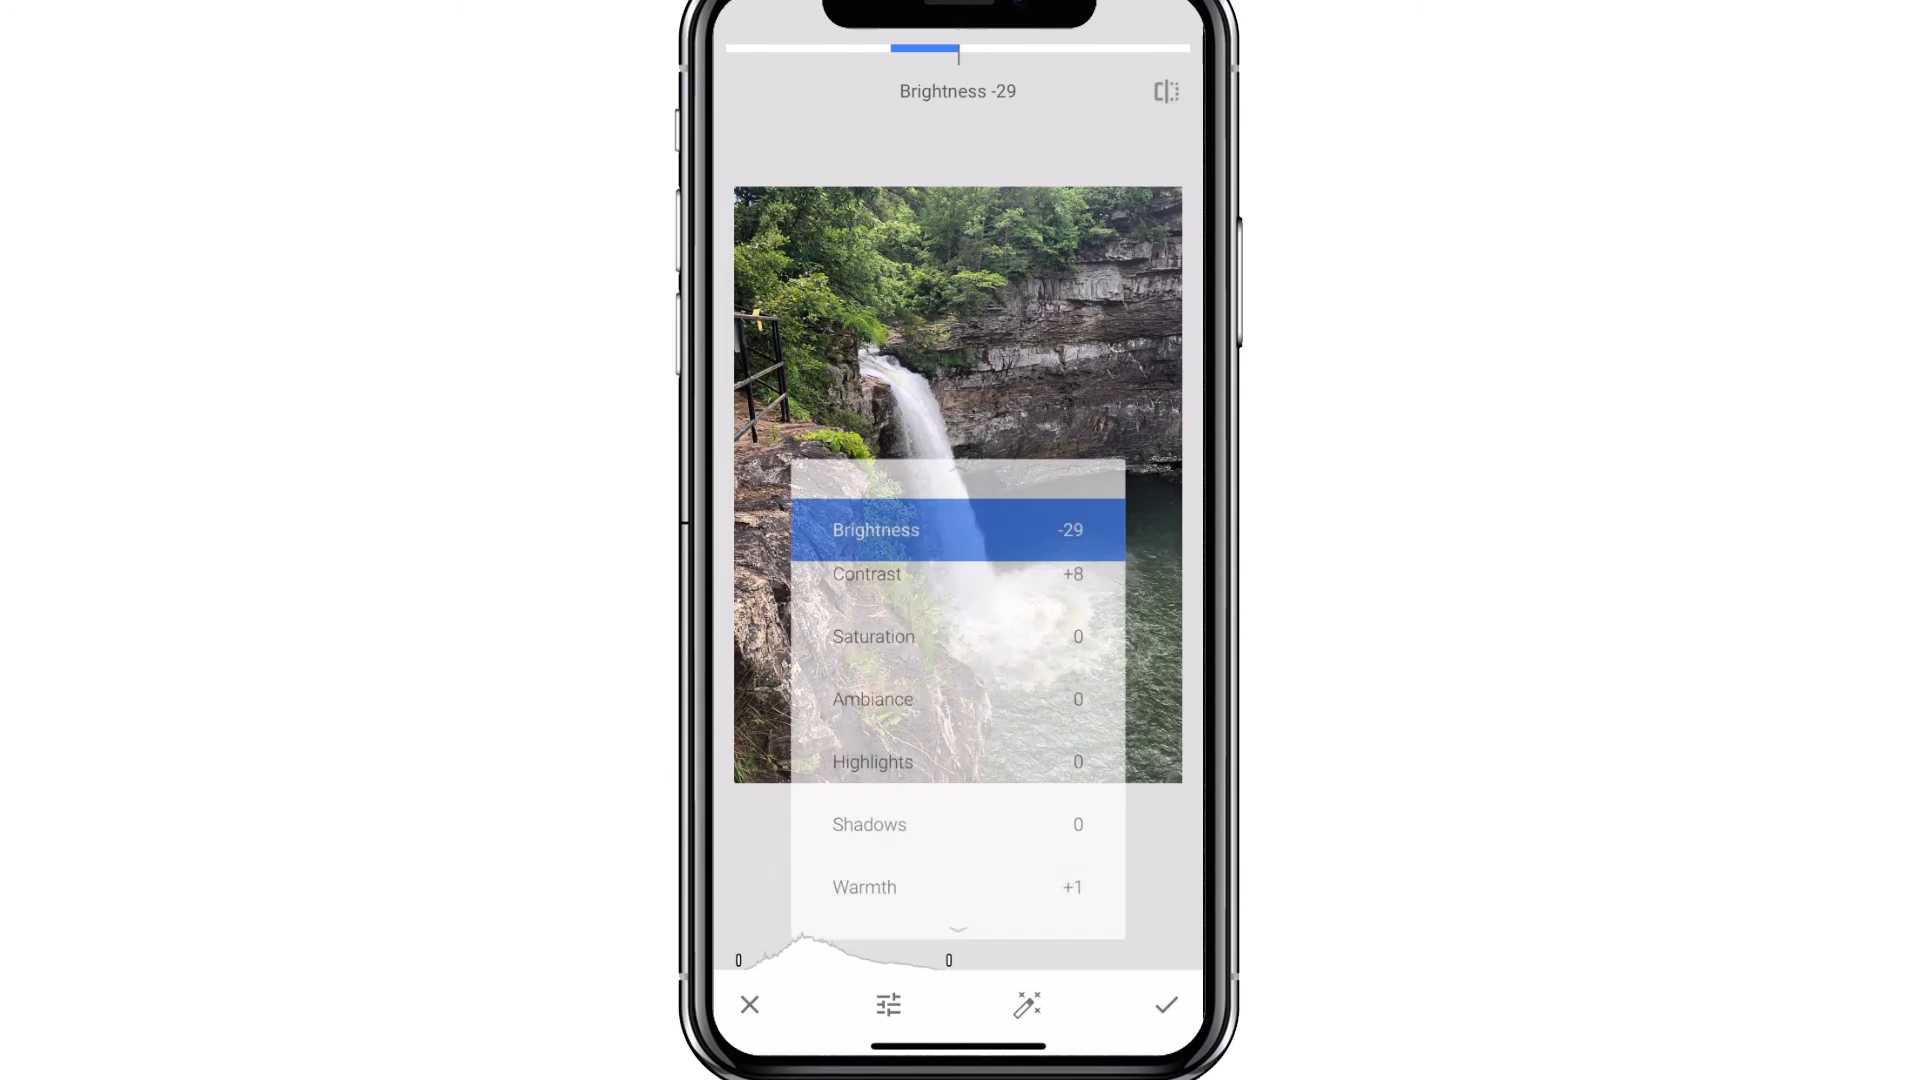 Brightness -29
Brightness -29
Contrast +8
Saturation 0
Ambiance 0
Highlights 0
Shadows 0
Warmth +1
0 0